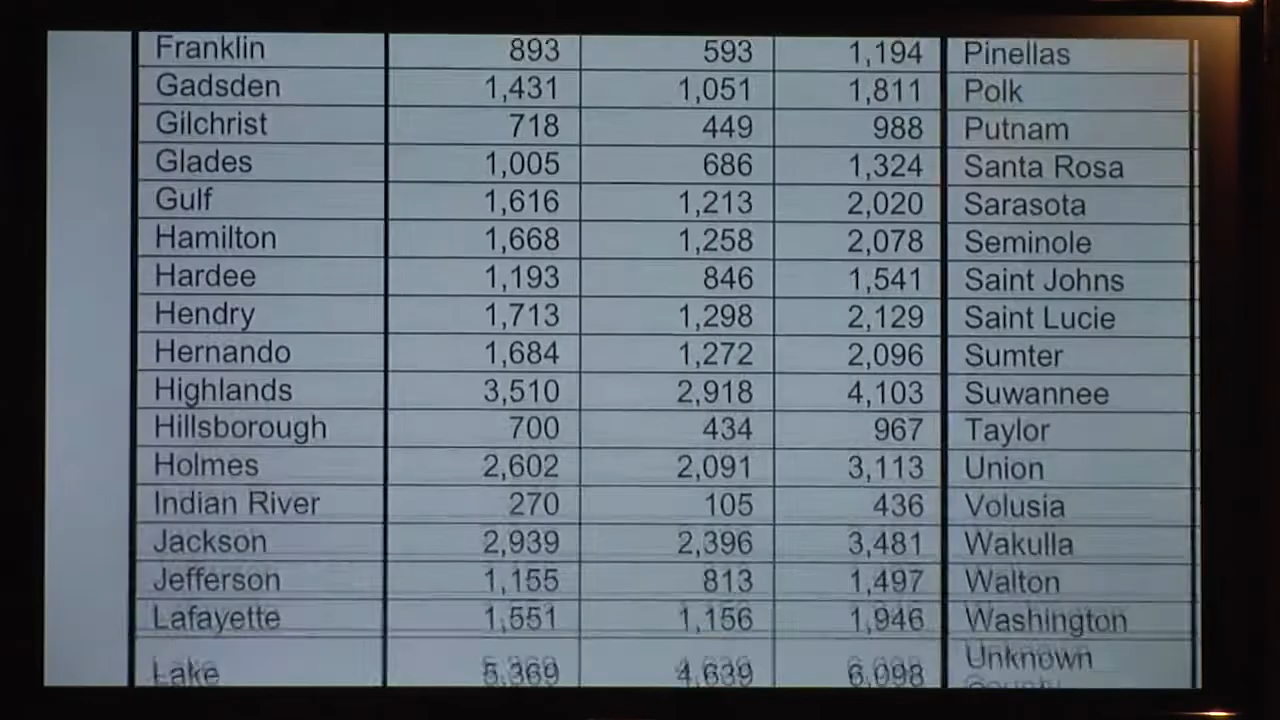 Franklin 893 593 1,194 Pinellas
Gadsden 1,431 1,051 1,811 Polk
Gilchrist 718 449 988 Putnam
Glades 1,005 686 1,324 Santa Rosa
Gulf 1,616 1,213 2,020 Sarasota
Hamilton 1,668 1,258 2,078 Seminole
Hardee 1,193 846 1,541 Saint Johns
Hendry 1,713 1,298 2,129 Saint Lucie
Hernando 1,684 1,272 2,096 Sumter
Highlands 3,510 2,918 4,103 Suwannee
Hillsborough 700 434 967 Taylor
Holmes 2,602 2,091 3,113 Union
Indian River 270 105 436 Volusia
Jackson 2,939 2,396 3,481 Wakulla
Jefferson 1,155 813 1,497 Walton
Lafayette 1,551 1,156 1,946 Washington
Lake 5,369 4,639 6,098 Unknown
County